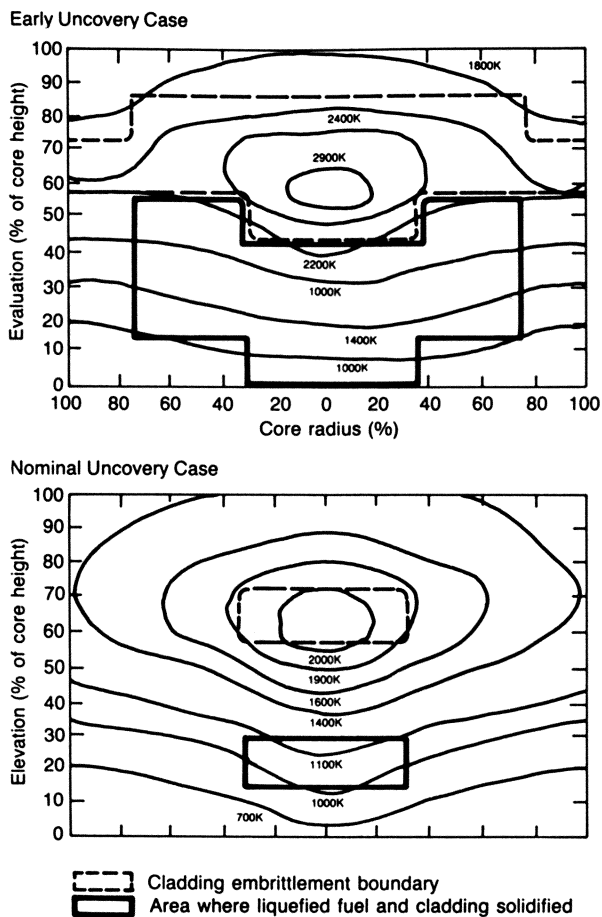 Early Uncovery Case
100
90
80
70
60
50
40
30
20
10
0
Evaluation (% of core height)
1800K
2400K
2900K
2200K
1000K
1400K
1000K
100 80 60 40 20 0 20 40 60 80 100
Core radius (%)
Nominal Uncovery Case
100
90
80
70
60
50
40
30
20
10
0
Elevation (% of core height)
2000K
1900K
1600K
1400K
1100K
1000K
700K
Cladding embrittlement boundary
Area where liquefied fuel and cladding solidified